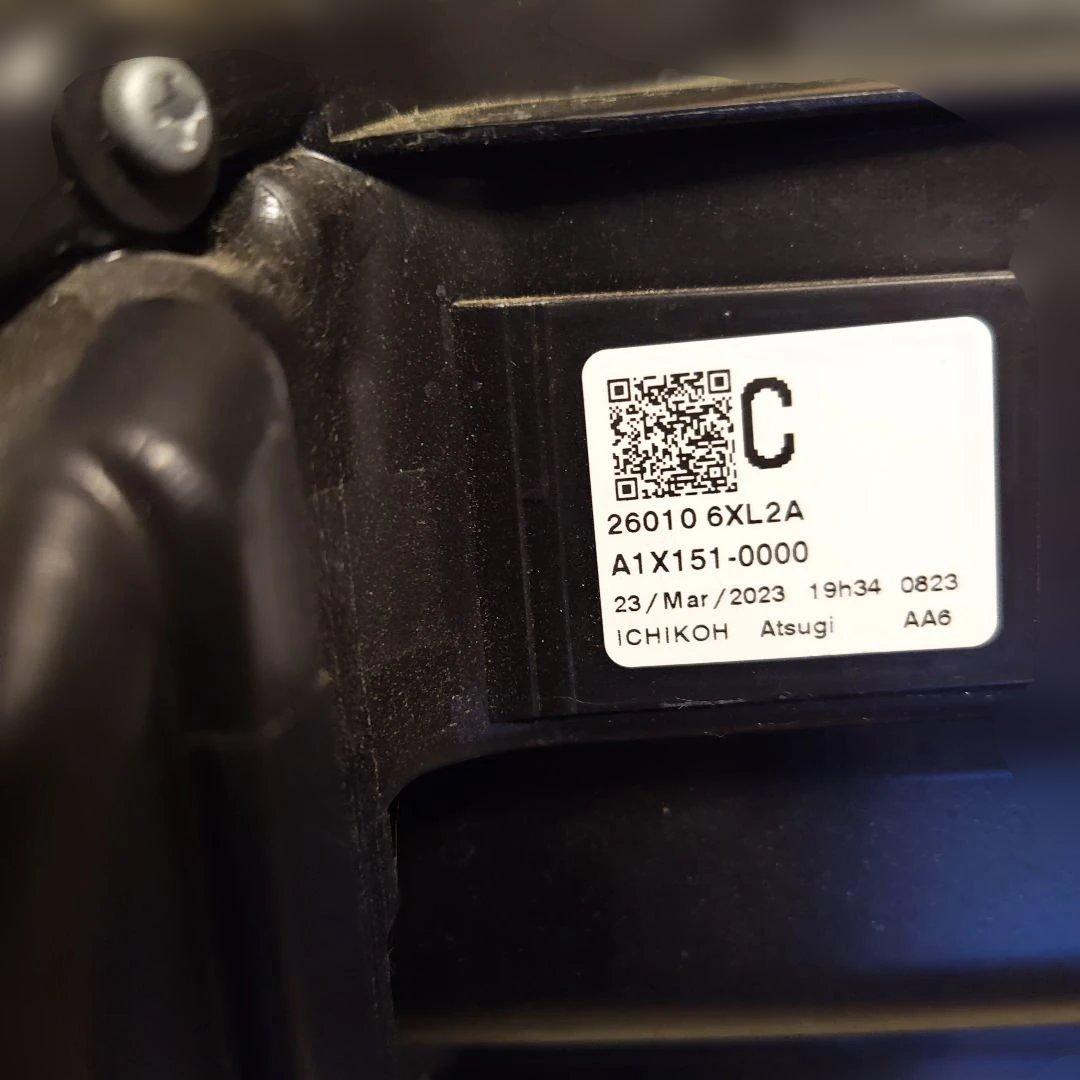 C
26010 6XL2A
A1X151-0000
23/Mar/2023 19h34 0823
ICHIKOH Atsugi AA6